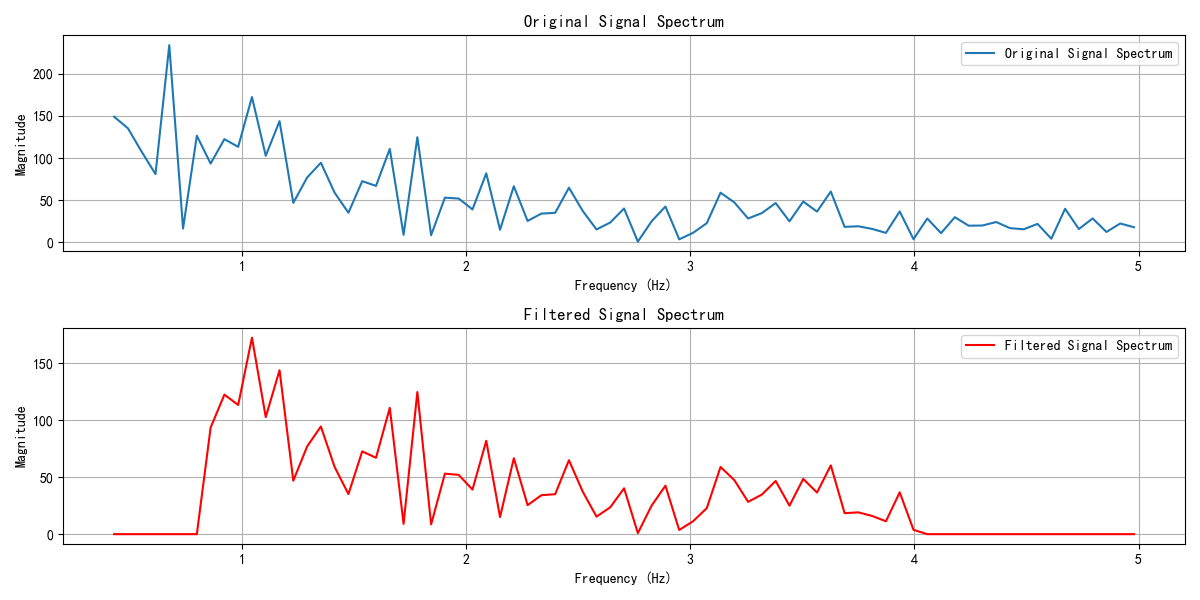 Original Signal Spectrum
Original Signal Spectrum
200
150
100
50
0
Magnitude
1 2 3 4 5
Frequency (Hz)
Filtered Signal Spectrum
Filtered Signal Spectrum
150
100
50
0
Magnitude
1 2 3 4 5
Frequency (Hz)